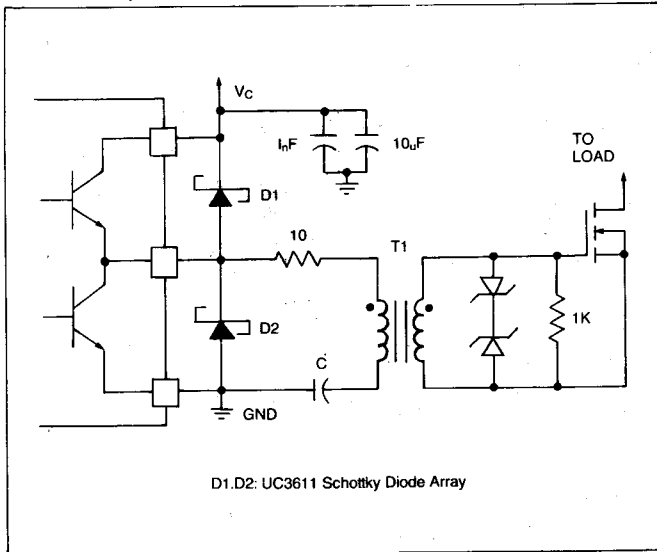 VC
InF
10uF
TO
LOAD
D1
10
T1
D2
1K
C
GND
D1.D2: UC3611 Schottky Diode Array